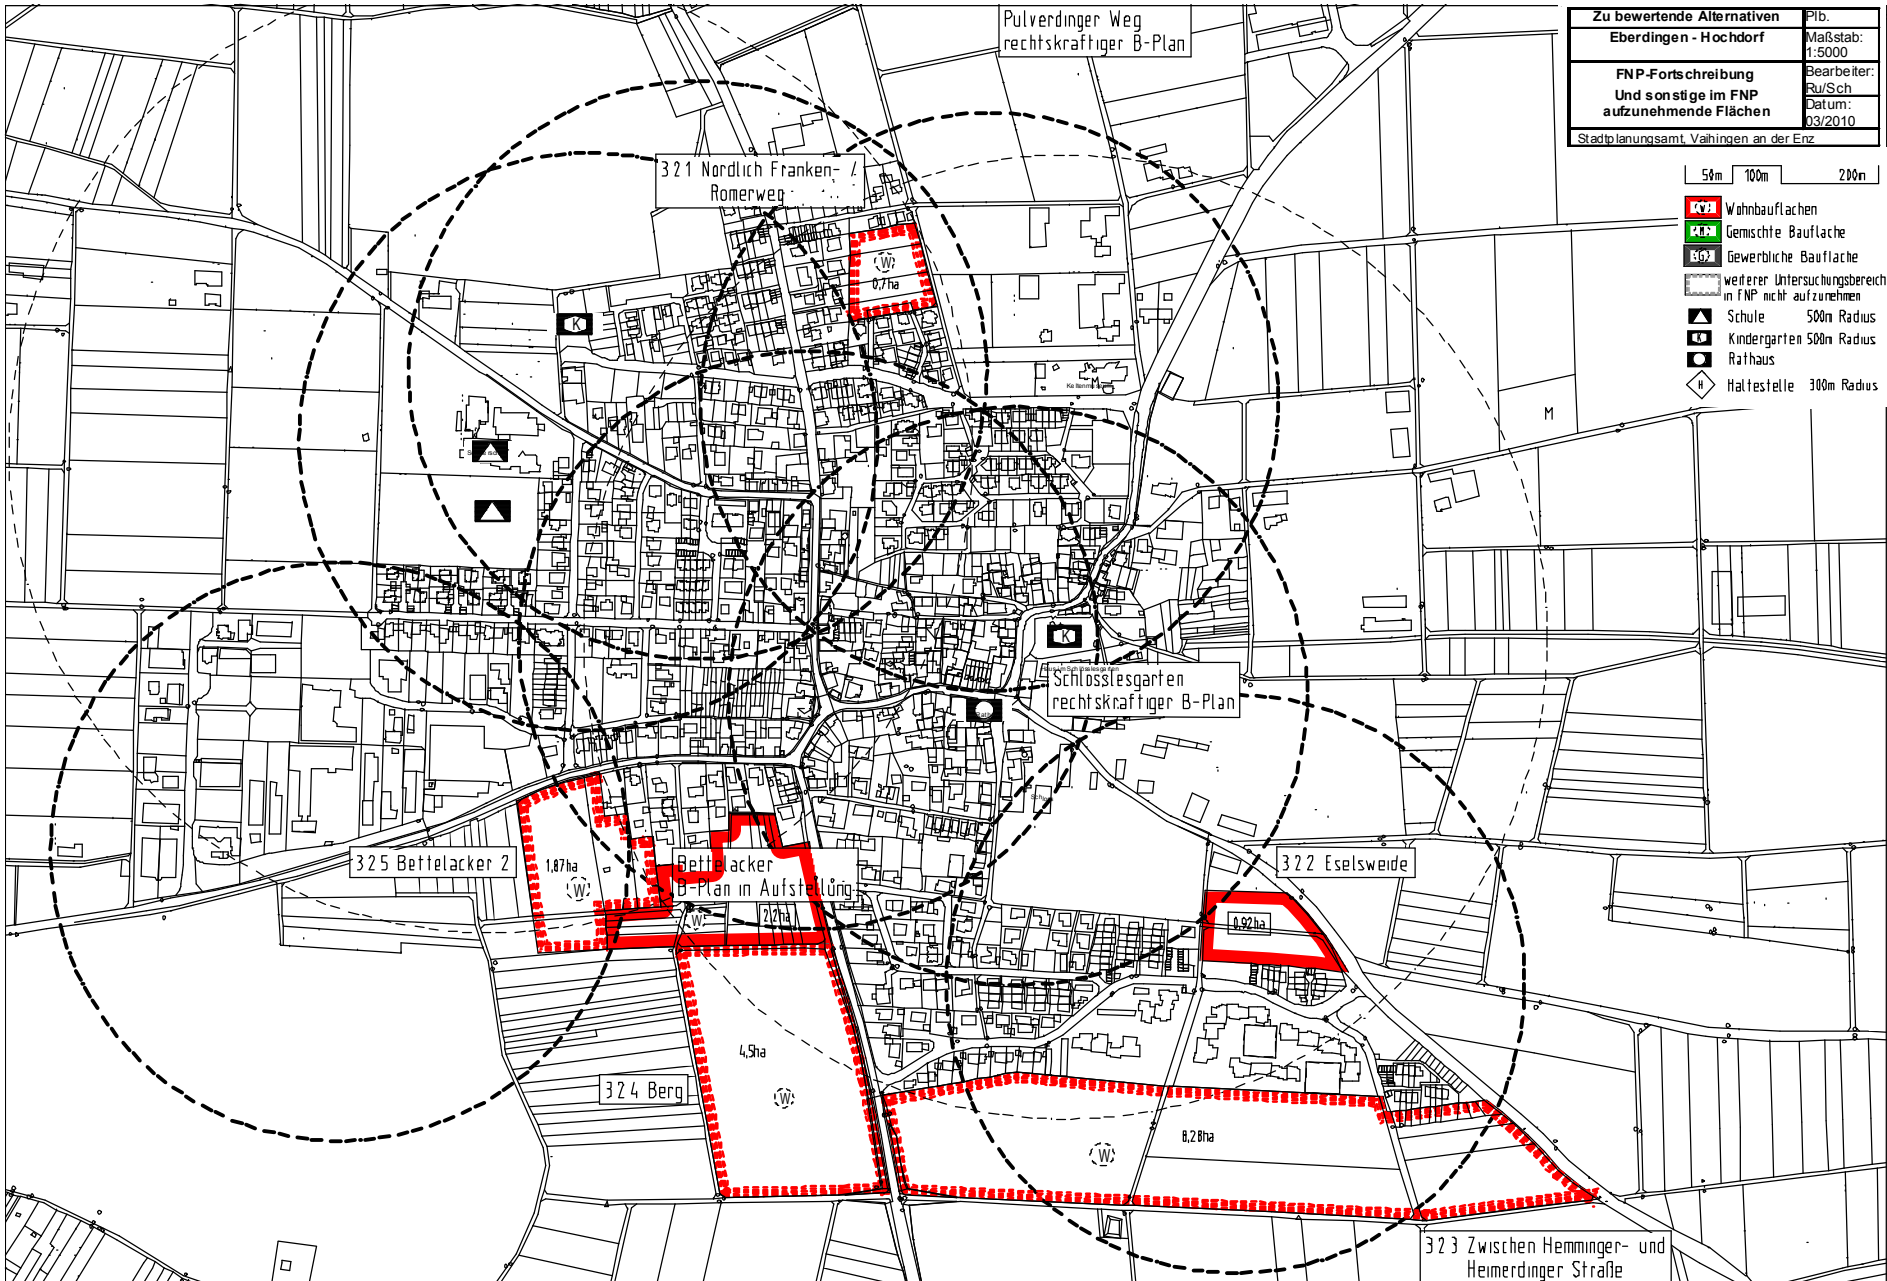 Pulverdinger Weg
rechtskraftiger B-Plan
Zu bewertende Alternativen
Plb.
Eberdingen - Hochdorf
Maßstab:
1:5000
FNP-Fortschreibung
Und sonstige im FNP
aufzunehmende Flächen
Bearbeiter:
Ru/Sch
Datum:
03/2010
Stadtplanungsamt, Vaihingen an der Enz
50m 100m 200m
W Wohnbauflachen
M Gemischte Bauflache
G Gewerbliche Bauflache
weiterer Untersuchungsbereich
in FNP nicht aufzunehmen
Schule 500m Radius
K Kindergarten 500m Radius
Rathaus
H Haltestelle 300m Radius
321 Nordlich Franken- /
Romerweg
W
0,7ha
K
M
M
K
Schlosslesgarten
rechtskraftiger B-Plan
325 Bettelacker 2
1,87ha
W
Bettelacker
B-Plan in Aufstellung
2,2ha
W
322 Eselsweide
0,92ha
4,5ha
W
324 Berg
8,28ha
W
323 Zwischen Hemminger- und
Heimerdinger Straße